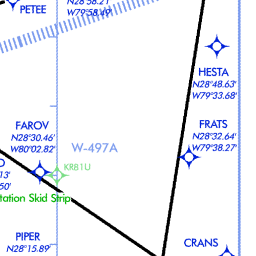 N28°58.21'
PETEE
W79°58.49'
HESTA
N28°48.63'
W79°33.68'
FAROV
N28°30.46'
W80°02.82'
FRATS
N28°32.64'
W79°38.27'
W-497A
KRB1U
13'
50'
tation Skid Strip
PIPER
N28°15.89'
CRANS